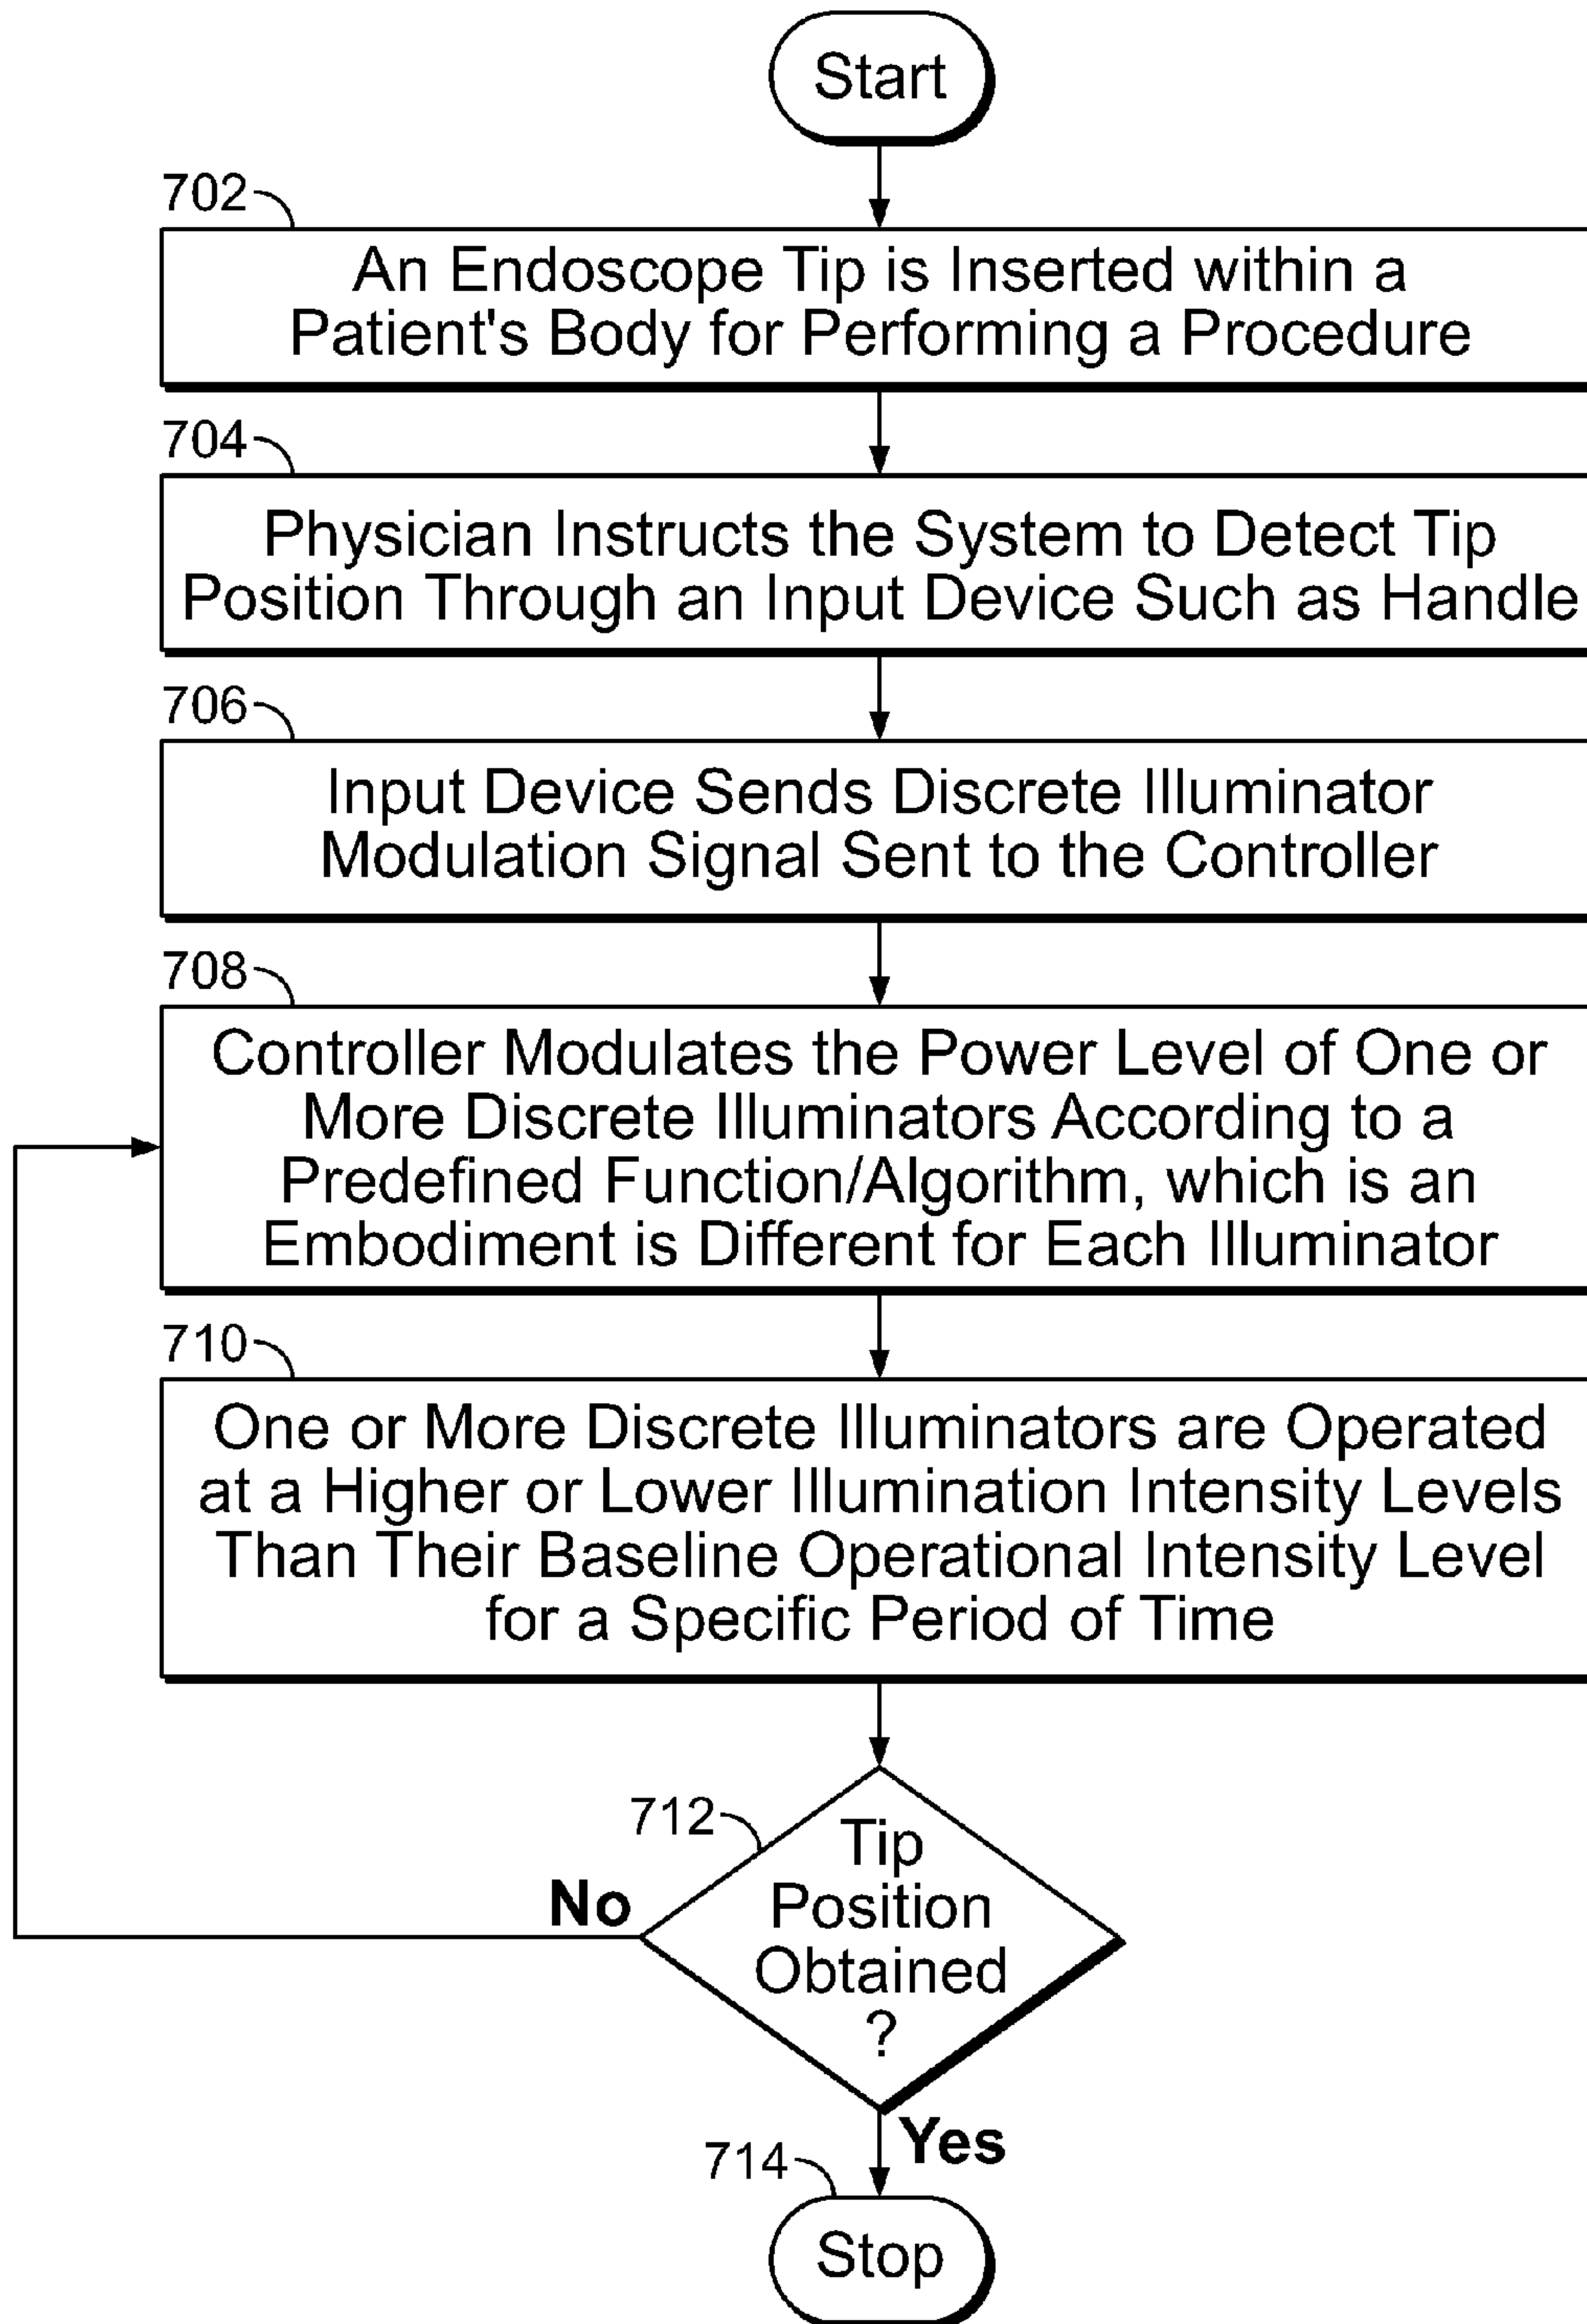 Start
702
An Endoscope Tip is Inserted within a
Patient's Body for Performing a Procedure
704
Physician Instructs the System to Detect Tip
Position Through an Input Device Such as Handle
706
Input Device Sends Discrete Illuminator
Modulation Signal Sent to the Controller
708
Controller Modulates the Power Level of One or
More Discrete Illuminators According to a
Predefined Function/Algorithm, which is an
Embodiment is Different for Each Illuminator
710
One or More Discrete Illuminators are Operated
at a Higher or Lower Illumination Intensity Levels
Than Their Baseline Operational Intensity Level
for a Specific Period of Time
712
Tip
Position
Obtained
?
No
Yes
714
Stop